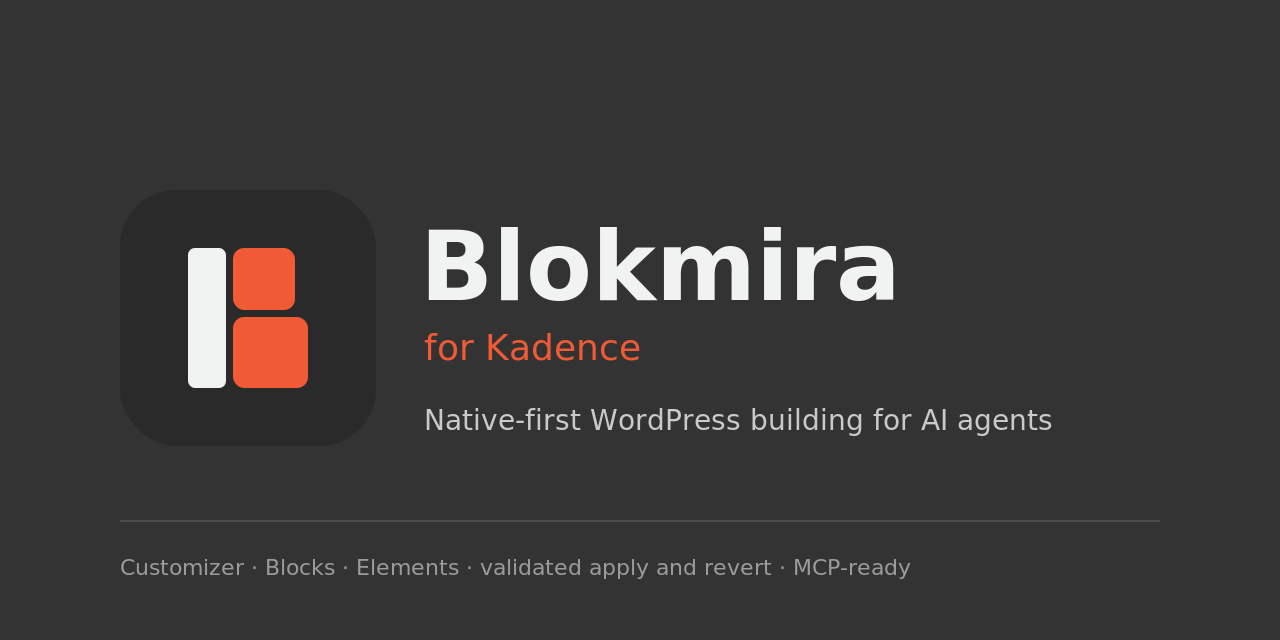 Blokmira
for Kadence
Native-first WordPress building for AI agents
Customizer · Blocks · Elements · validated apply and revert · MCP-ready